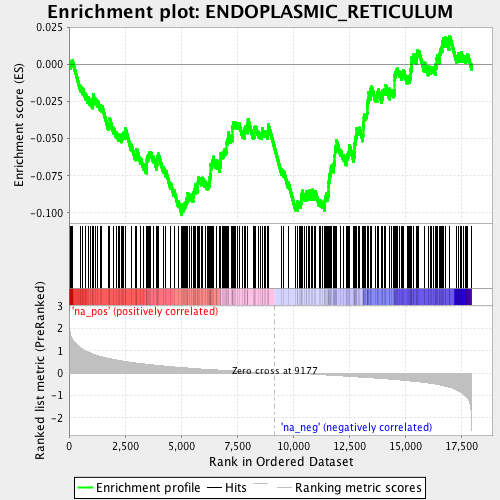 Enrichment plot: ENDOPLASMIC_RETICULUM
Enrichment score (ES)
0.025
0.000
-0.025
-0.050
-0.075
-0.100
Ranked list metric (PreRanked)
'na_pos' (positively correlated)
3
2
1
0
-1
-2
Zero cross at 9177
'na_neg' (negatively correlated)
0
2,500
5,000
7,500
10,000
12,500
15,000
17,500
Rank in Ordered Dataset
Enrichment profile
Hits
Ranking metric scores